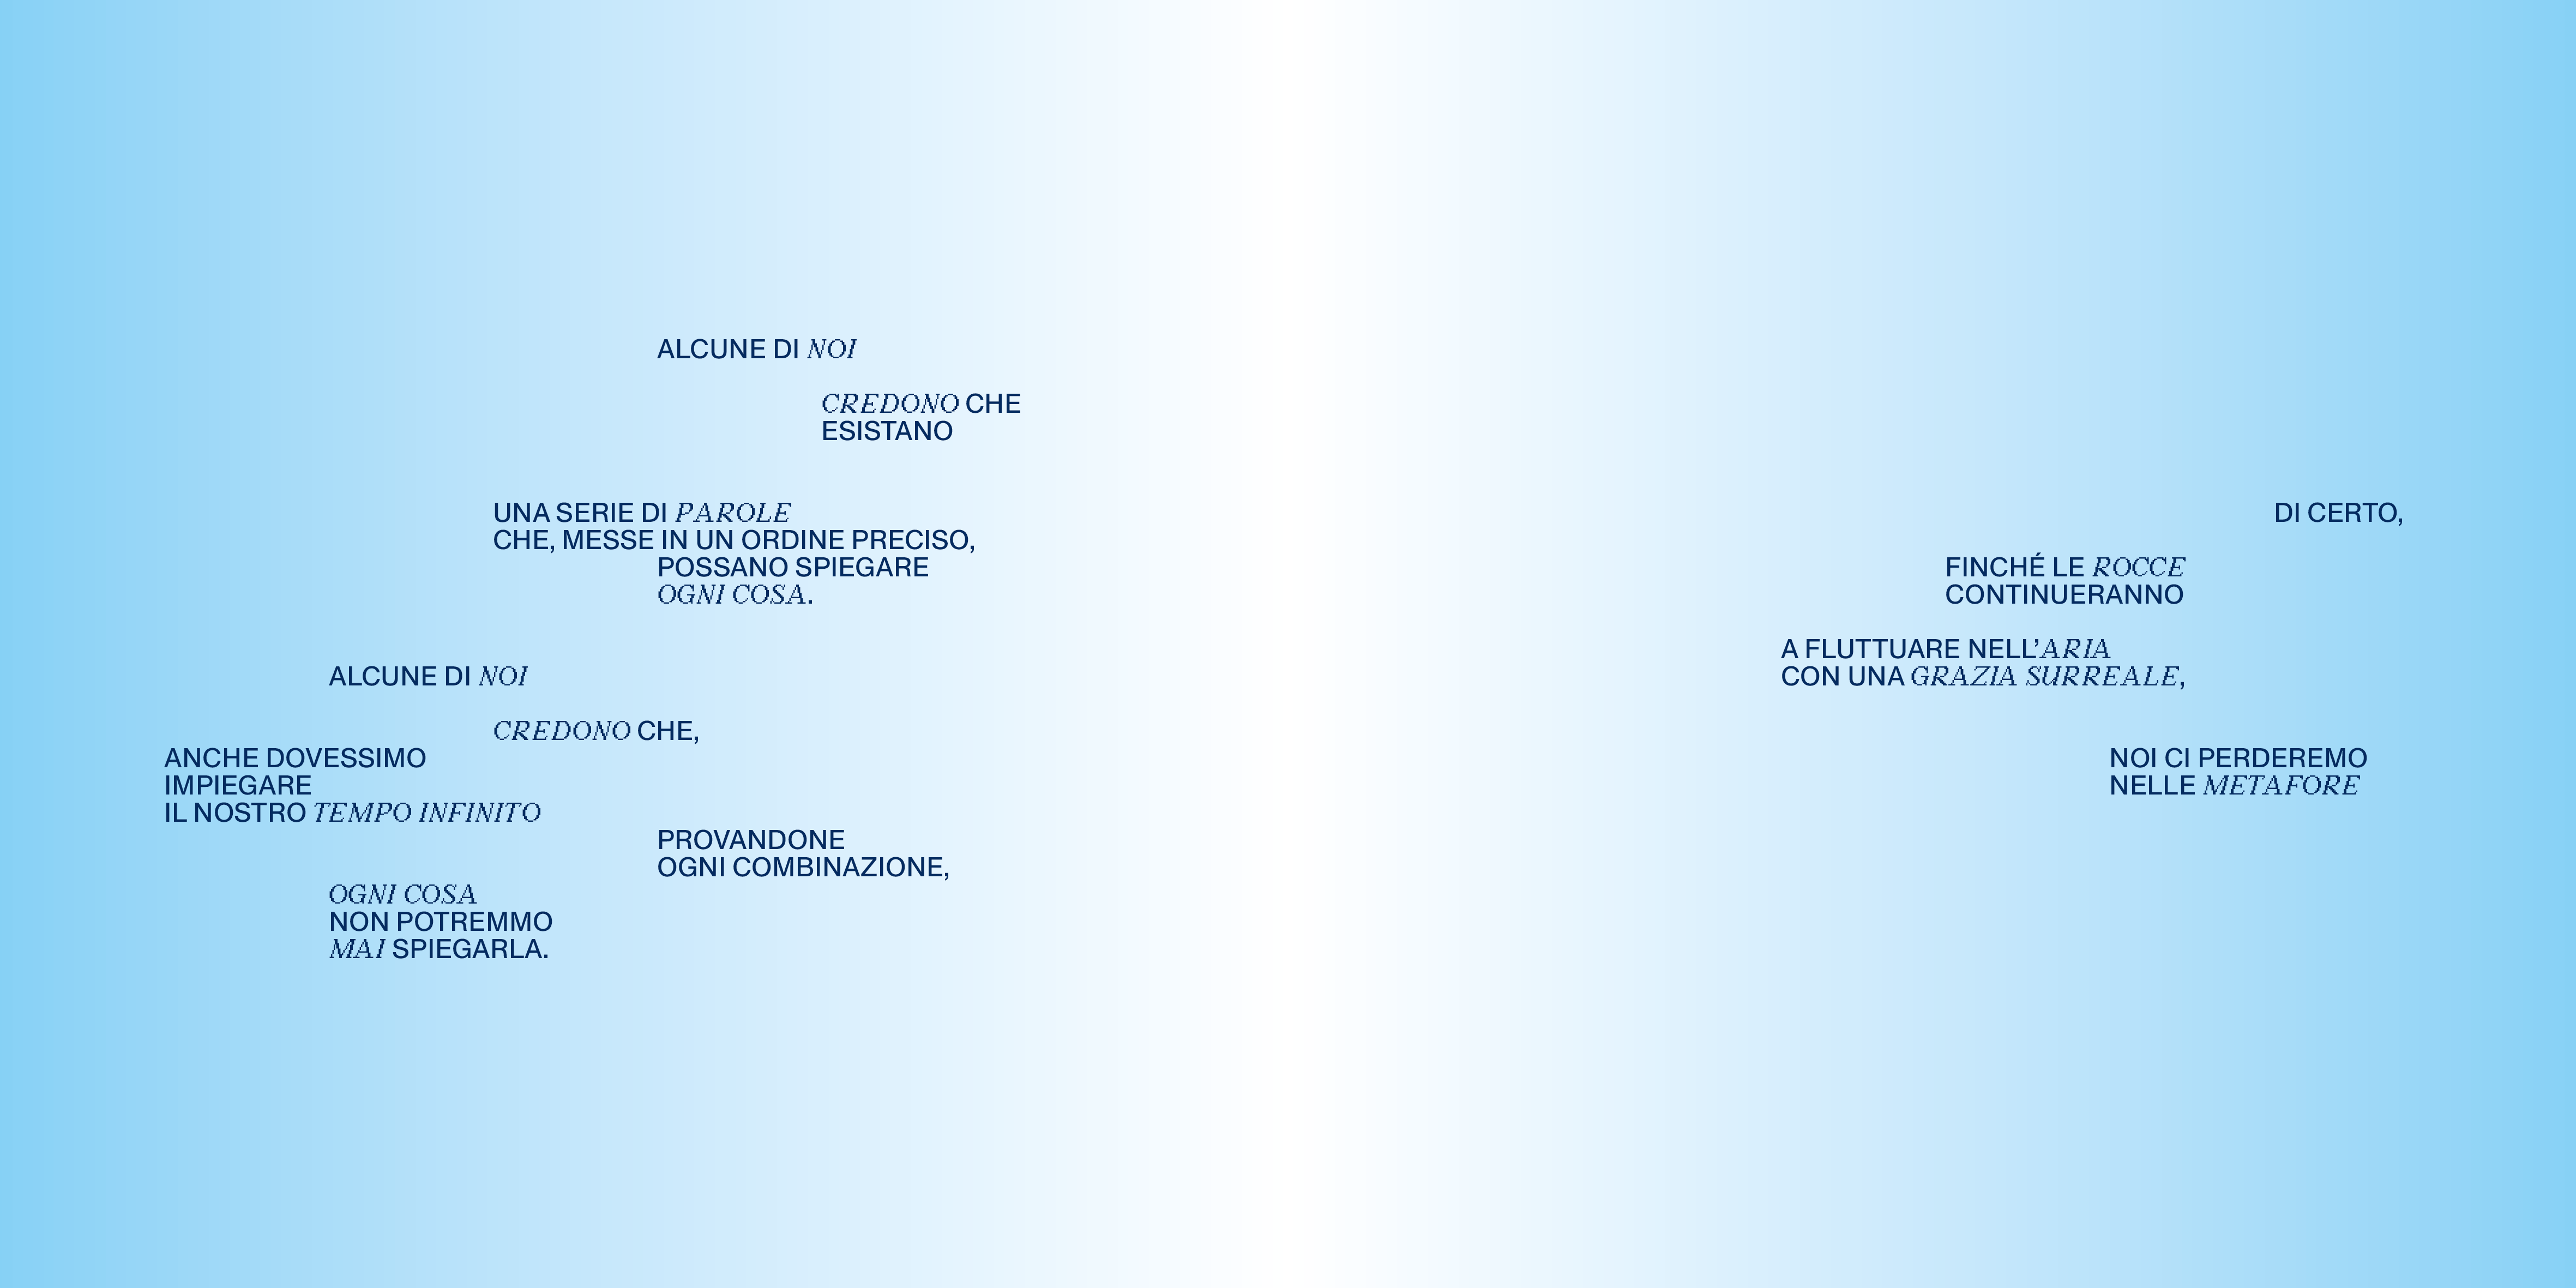 ALCUNE DI NOI
CREDONO CHE
ESISTANO
UNA SERIE DI PAROLE
CHE, MESSE IN UN ORDINE PRECISO,
POSSANO SPIEGARE
OGNI COSA.
ALCUNE DI NOI
CREDONO CHE,
ANCHE DOVESSIMO
IMPIEGARE
IL NOSTRO TEMPO INFINITO
PROVANDONE
OGNI COMBINAZIONE,
OGNI COSA
NON POTREMMO
MAI SPIEGARLA.
DI CERTO,
FINCHÉ LE ROCCE
CONTINUERANNO
A FLUTTUARE NELL’ARIA
CON UNA GRAZIA SURREALE,
NOI CI PERDEREMO
NELLE METAFORE